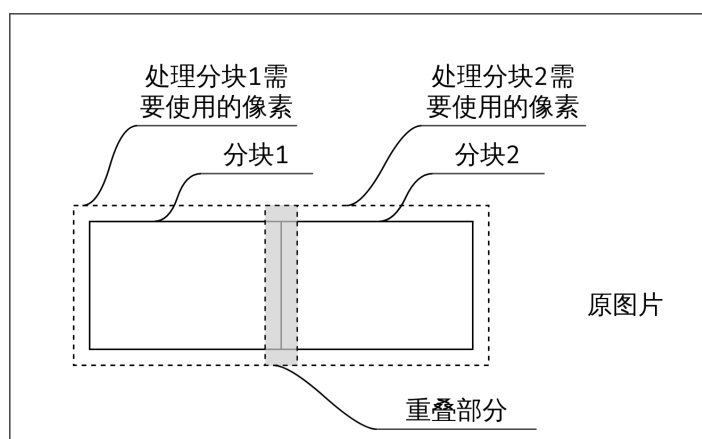 处理分块1需
要使用的像素
处理分块2需
要使用的像素
分块1
分块2
原图片
重叠部分